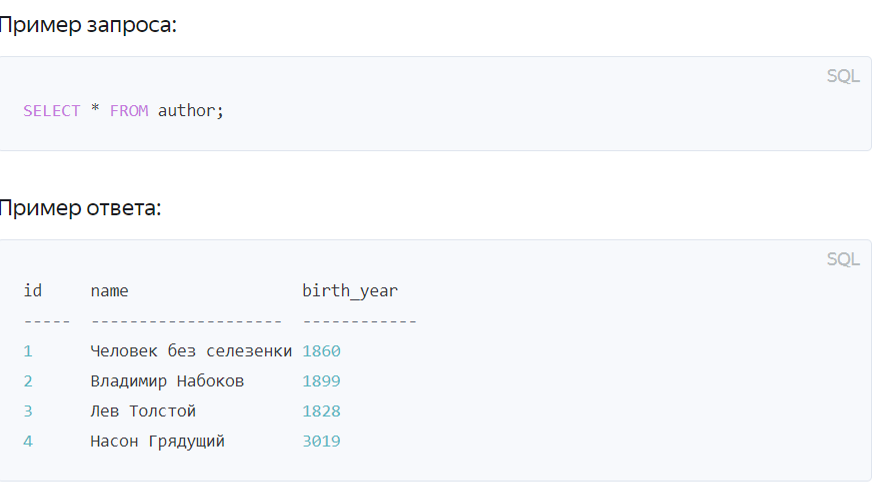 Пример запроса:
SQL
SELECT * FROM author;
Пример ответа:
SQL
id     name                  birth_year
-----  --------------------  ------------
1      Человек без селезенки 1860
2      Владимир Набоков      1899
3      Лев Толстой           1828
4      Насон Грядущий        3019